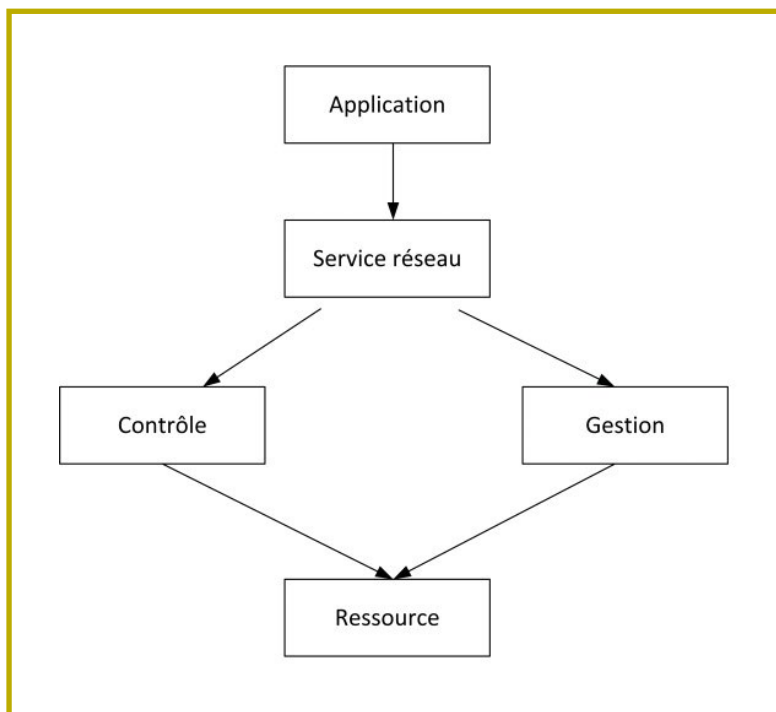 Application
Service réseau
Contrôle
Gestion
Ressource